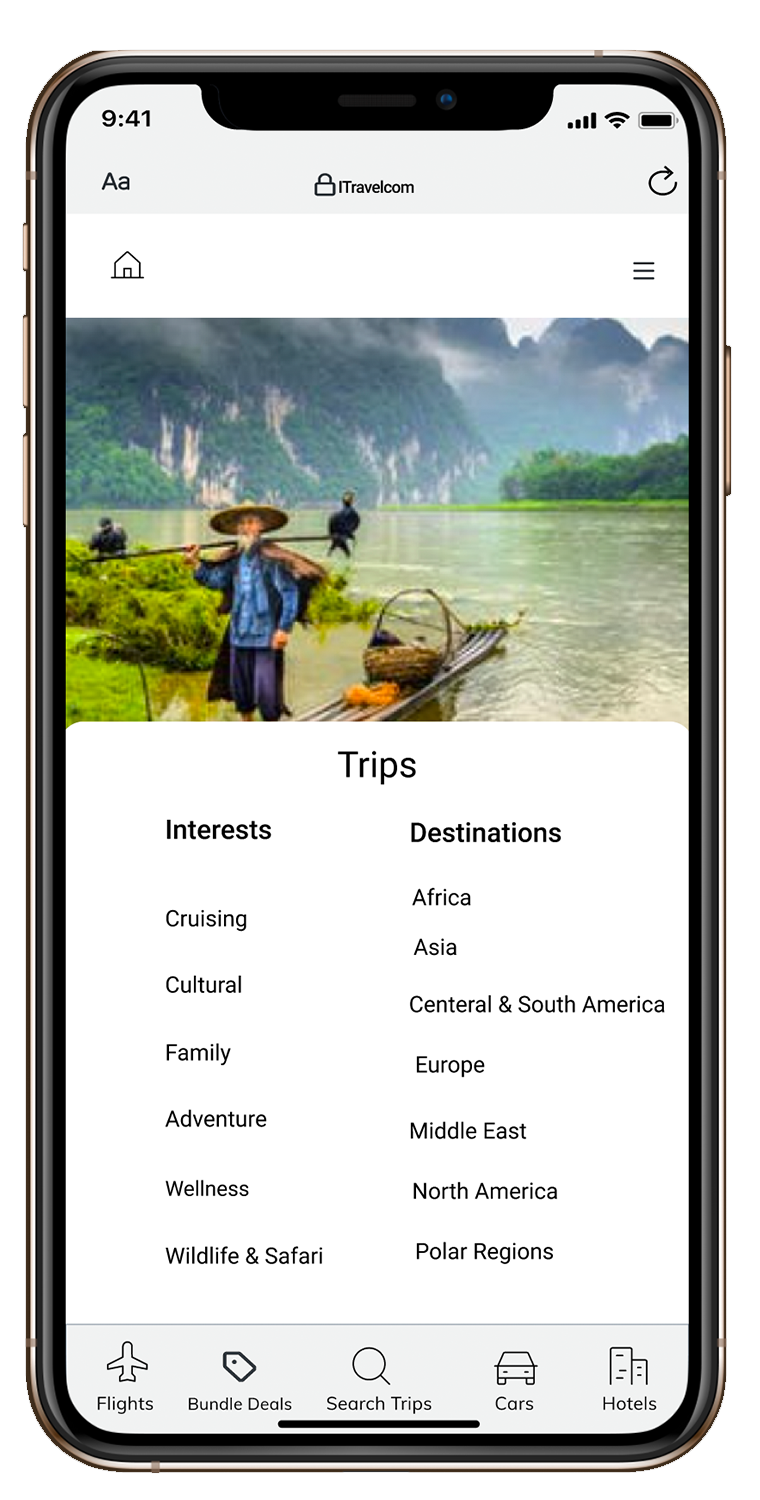 9:41
Aa
ITravelcom
Trips
Interests
Cruising
Cultural
Family
Adventure
Wellness
Wildlife & Safari
Destinations
Africa
Asia
Centeral & South America
Europe
Middle East
North America
Polar Regions
Flights
Bundle Deals
Search Trips
Cars
Hotels